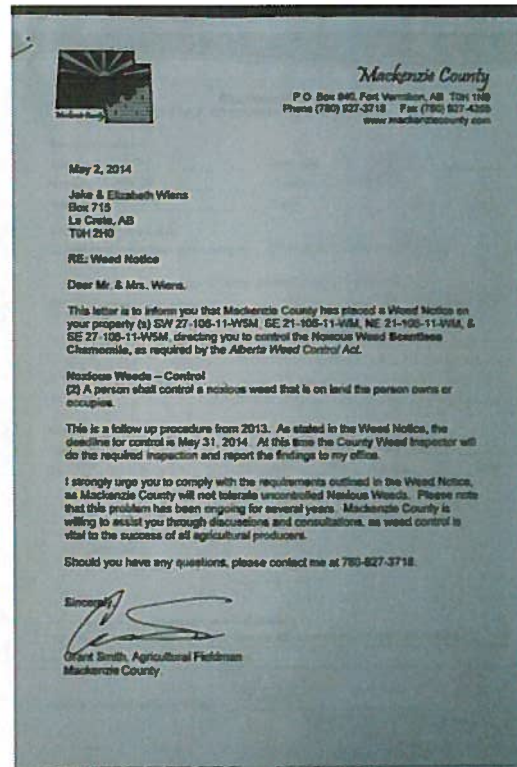 Mackenzie County
Mackenzie County
P.O. Box 640, Fort Vermilion, AB T0H 1N0
Phone (780) 927-3718 Fax (780) 927-4266
www.mackenziecounty.com
May 2, 2014
Jake & Elizabeth Wiens
Box 715
La Crete, AB
T0H 2H0
RE: Weed Notice
Dear Mr. & Mrs. Wiens,
This letter is to inform you that Mackenzie County has placed a Weed Notice on
your property (s) SW 27-106-11-W5M, SE 21-106-11-WM, NE 21-106-11-WM, &
SE 27-106-11-W5M, directing you to control the Noxious Weed Scentless
Chamomile, as required by the Alberta Weed Control Act.
Noxious Weeds – Control
(2) A person shall control a noxious weed that is on land the person owns or
occupies.
This is a follow up procedure from 2013. As stated in the Weed Notice, the
deadline for control is May 31, 2014. At this time the County Weed Inspector will
do the required inspection and report the findings to my office.
I strongly urge you to comply with the requirements outlined in the Weed Notice,
as Mackenzie County will not tolerate uncontrolled Noxious Weeds. Please note
that this problem has been ongoing for several years. Mackenzie County is
willing to assist you through discussions and consultations, as weed control is
vital to the success of all agricultural producers.
Should you have any questions, please contact me at 780-927-3718.
Sincerely,
Grant Smith, Agricultural Fieldman
Mackenzie County